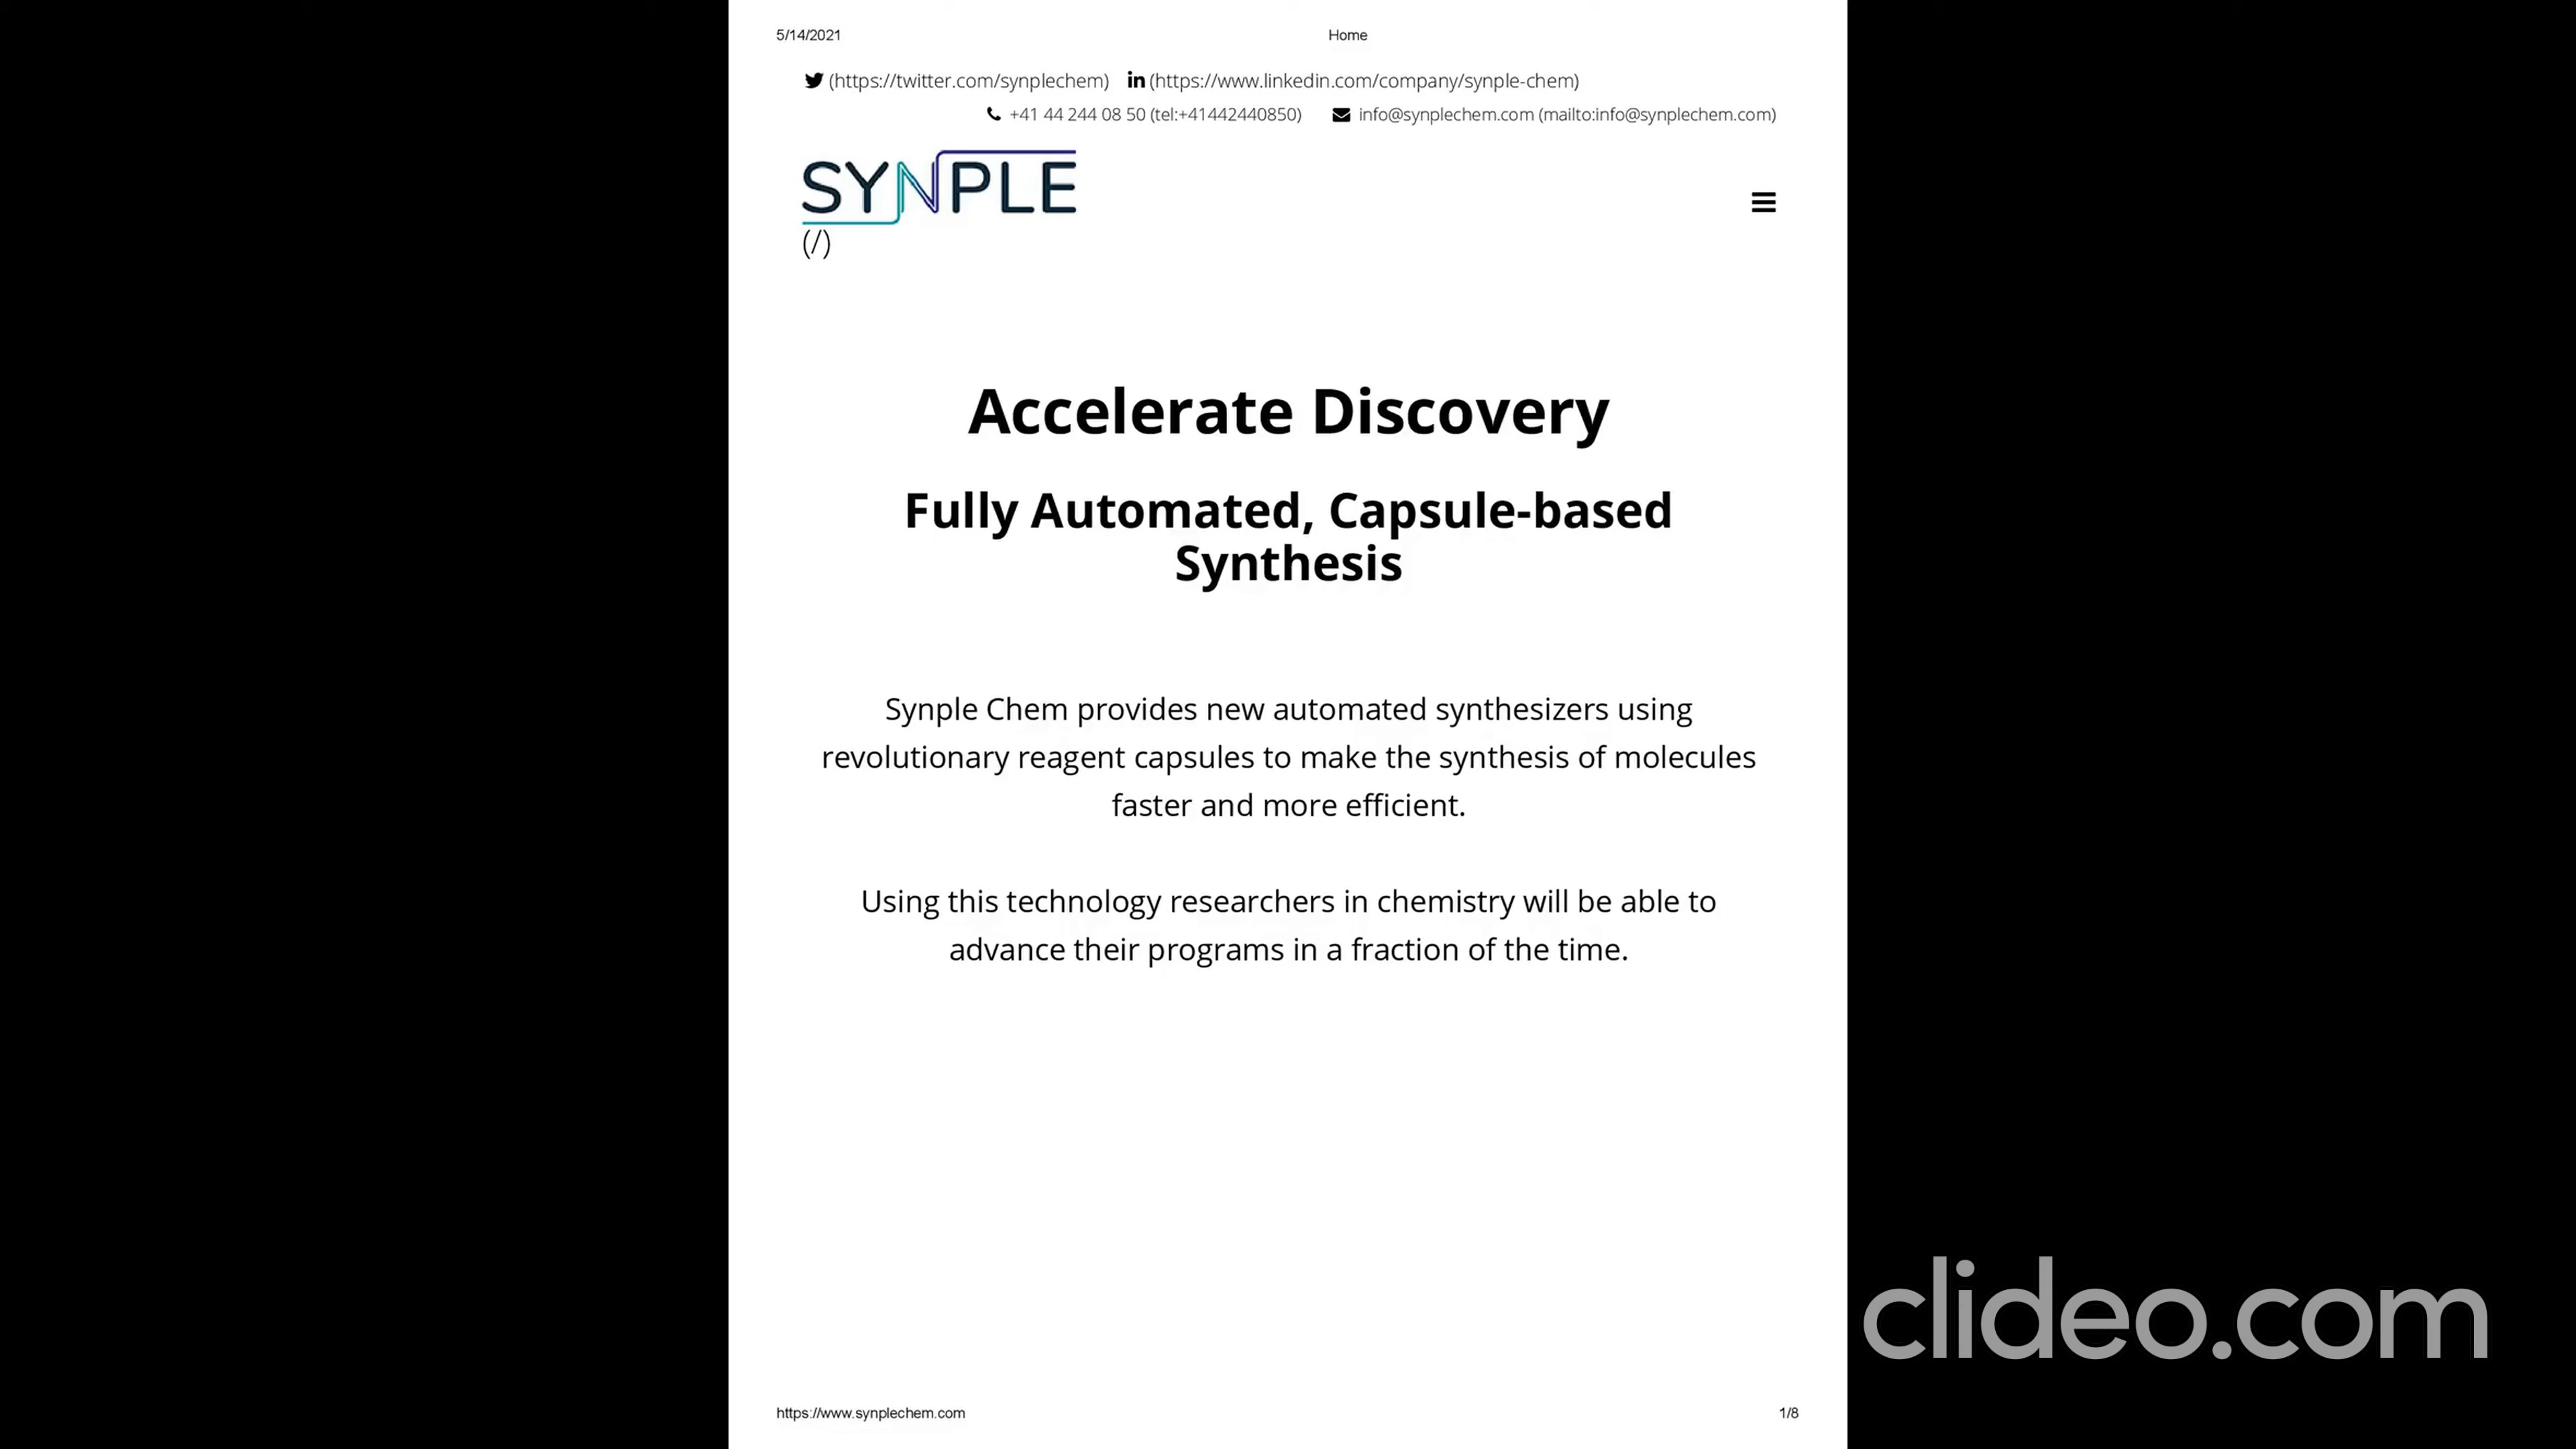 5/14/2021 Home
(https://twitter.com/synplechem) in (https://www.linkedin.com/company/synple-chem)
+41 44 244 08 50 (tel:+41442440850) info@synplechem.com (mailto:info@synplechem.com)
SYNPLE
(/)
Accelerate Discovery
Fully Automated, Capsule-based
Synthesis
Synple Chem provides new automated synthesizers using
revolutionary reagent capsules to make the synthesis of molecules
faster and more efficient.
Using this technology researchers in chemistry will be able to
advance their programs in a fraction of the time.
clideo.com
https://www.synplechem.com 1/8